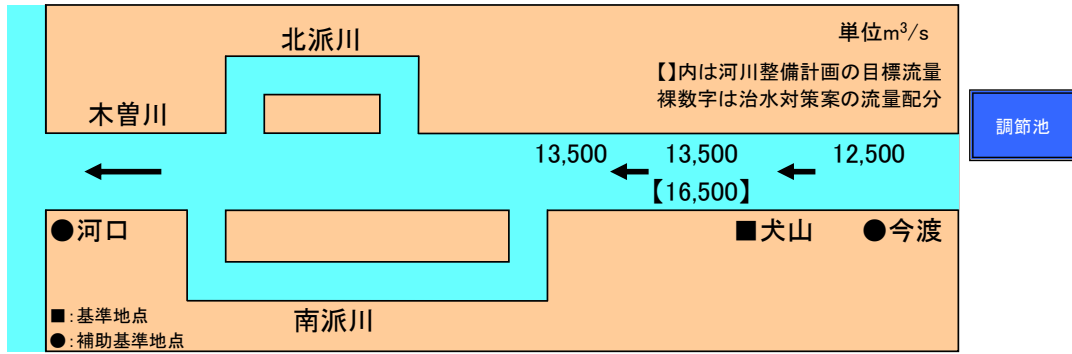 北派川
単位m³/s
【】内は河川整備計画の目標流量
裸数字は治水対策案の流量配分
木曽川
調節池
13,500
13,500
12,500
【16,500】
●河口
■犬山
●今渡
■:基準地点
●:補助基準地点
南派川